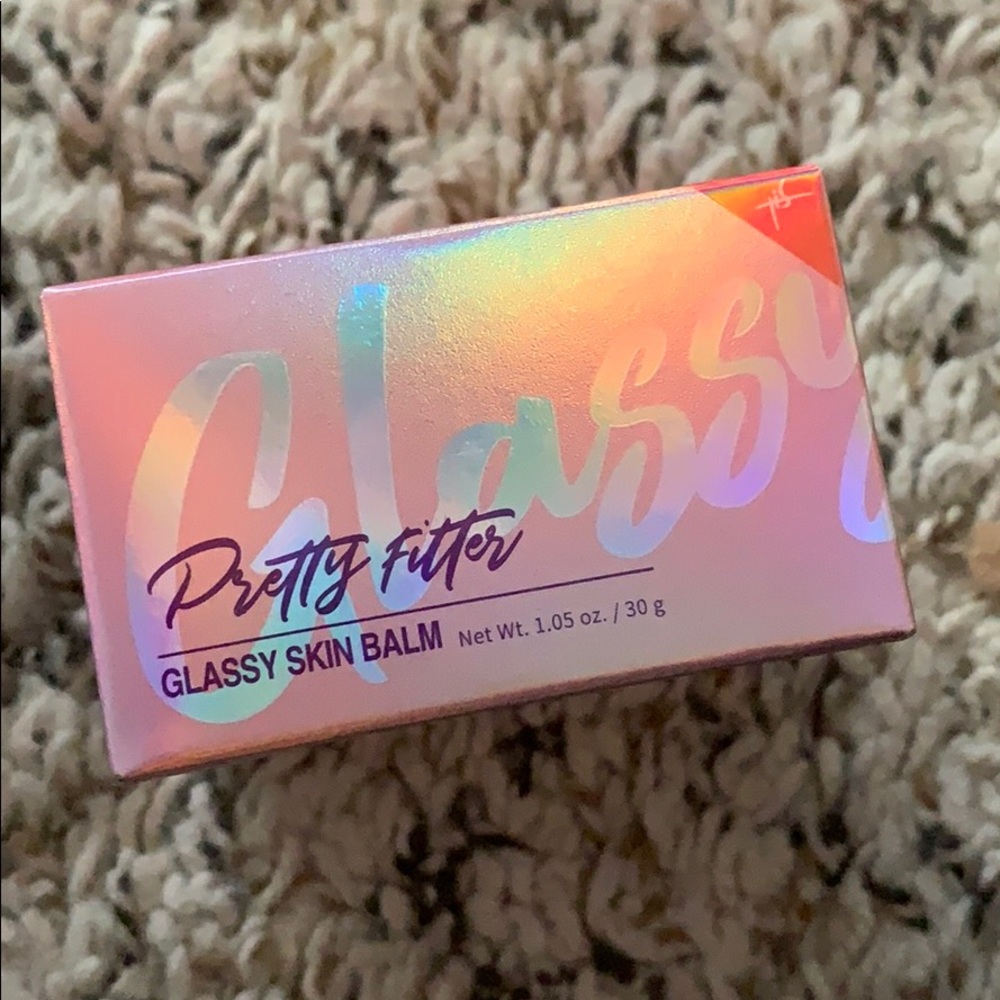 Glassy
Pretty Filter
GLASSY SKIN BALM Net Wt. 1.05 oz. / 30 g